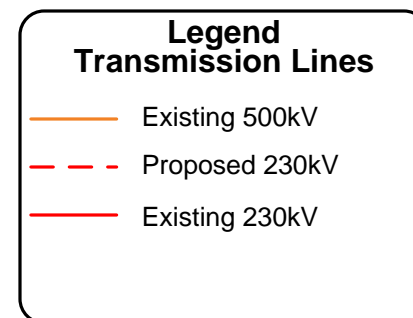 Legend
Transmission Lines
Existing 500kV
Proposed 230kV
Existing 230kV